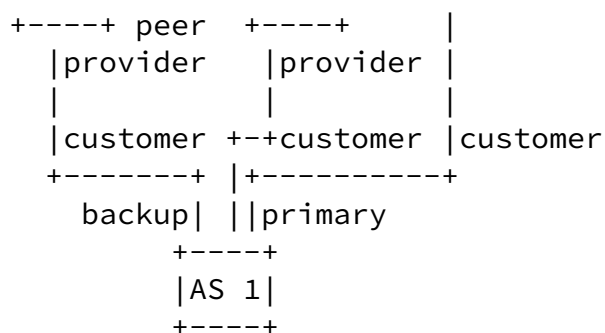 +----+ peer  +----+      |
  |provider   |provider |
  |           |         |
  |customer +-+customer |customer
  +-------+ |+----------+
    backup| ||primary
         +----+
         |AS 1|
         +----+